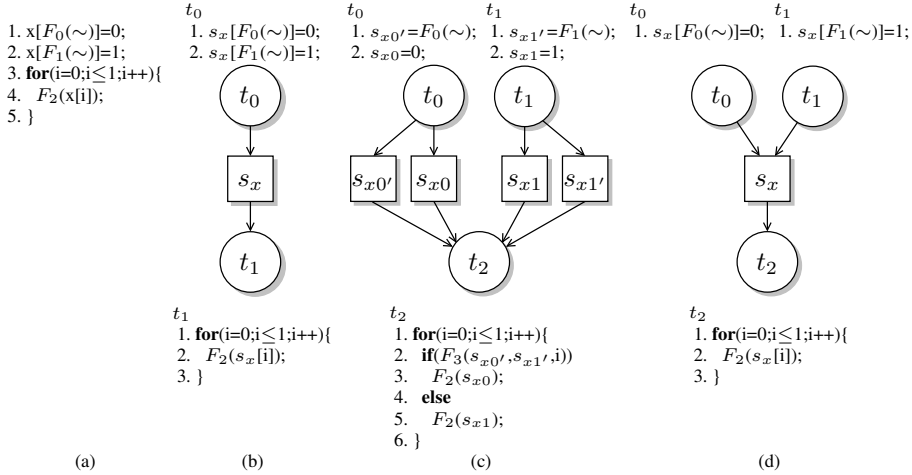 1. x[F₀(∼)]=0;
2. x[F₁(∼)]=1;
3. for(i=0;i≤1;i++){
4. F₂(x[i]);
5. }
(a)
t₀
1. sₓ[F₀(∼)]=0;
2. sₓ[F₁(∼)]=1;
t₀
sₓ
t₁
t₁
1. for(i=0;i≤1;i++){
2. F₂(sₓ[i]);
3. }
(b)
t₀
1. sₓ₀′=F₀(∼);
2. sₓ₀=0;
t₁
1. sₓ₁′=F₁(∼);
2. sₓ₁=1;
t₀ t₁
sₓ₀′ sₓ₀ sₓ₁ sₓ₁′
t₂
t₂
1. for(i=0;i≤1;i++){
2. if(F₃(sₓ₀′,sₓ₁′,i))
3. F₂(sₓ₀);
4. else
5. F₂(sₓ₁);
6. }
(c)
t₀
1. sₓ[F₀(∼)]=0;
t₁
1. sₓ[F₁(∼)]=1;
t₀ t₁
sₓ
t₂
t₂
1. for(i=0;i≤1;i++){
2. F₂(sₓ[i]);
3. }
(d)